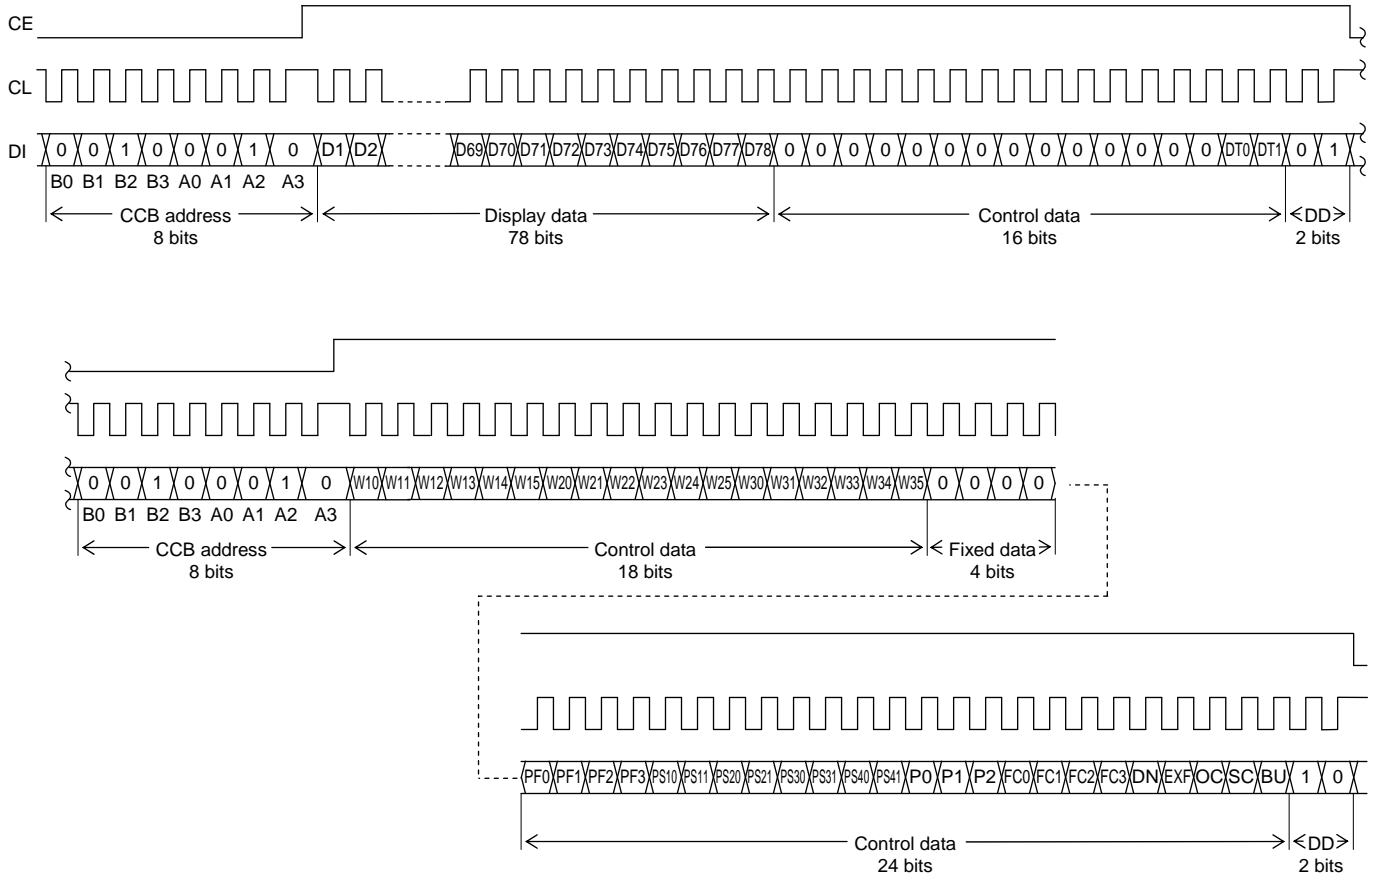 CE
CL
DI 0 0 1 0 0 0 1 0 D1 D2 D69 D70 D71 D72 D73 D74 D75 D76 D77 D78 0 0 0 0 0 0 0 0 0 0 0 0 0 0 DT0 DT1 0 1
B0 B1 B2 B3 A0 A1 A2 A3
CCB address Display data Control data DD
8 bits 78 bits 16 bits 2 bits
0 0 1 0 0 0 1 0 W10 W11 W12 W13 W14 W15 W20 W21 W22 W23 W24 W25 W30 W31 W32 W33 W34 W35 0 0 0 0
B0 B1 B2 B3 A0 A1 A2 A3
CCB address Control data Fixed data
8 bits 18 bits 4 bits
PF0 PF1 PF2 PF3 PS10 PS11 PS20 PS21 PS30 PS31 PS40 PS41 P0 P1 P2 FC0 FC1 FC2 FC3 DN EXF OC SC BU 1 0
Control data DD
24 bits 2 bits